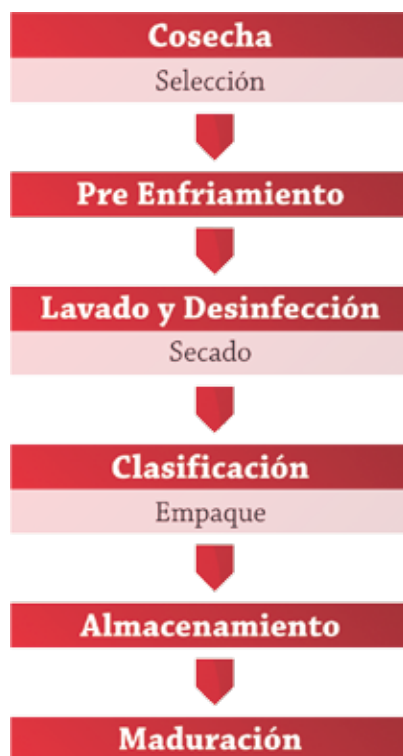 Cosecha
Selección
Pre Enfriamiento
Lavado y Desinfección
Secado
Clasificación
Empaque
Almacenamiento
Maduración